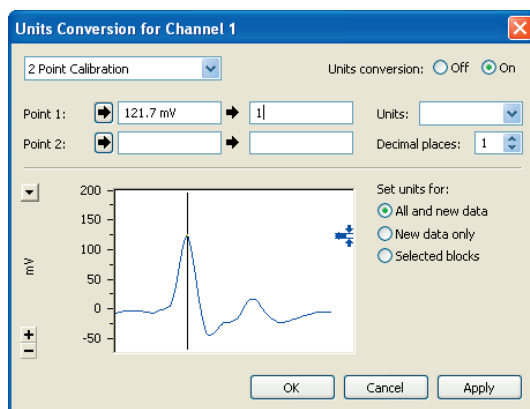 Units Conversion for Channel 1
2 Point Calibration Units conversion: Off On
Point 1: 121.7 mV 1 Units:
Point 2: Decimal places: 1
200
150
100
50
0
-50
mV
+
−
Set units for:
All and new data
New data only
Selected blocks
OK Cancel Apply